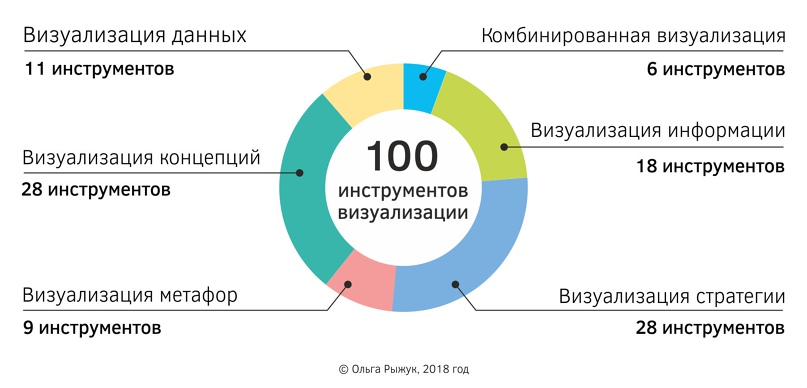 Визуализация данных
11 инструментов
Комбинированная визуализация
6 инструментов
Визуализация информации
18 инструментов
Визуализация концепций
28 инструментов
100
инструментов
визуализации
Визуализация метафор
9 инструментов
Визуализация стратегии
28 инструментов
© Ольга Рыжук, 2018 год